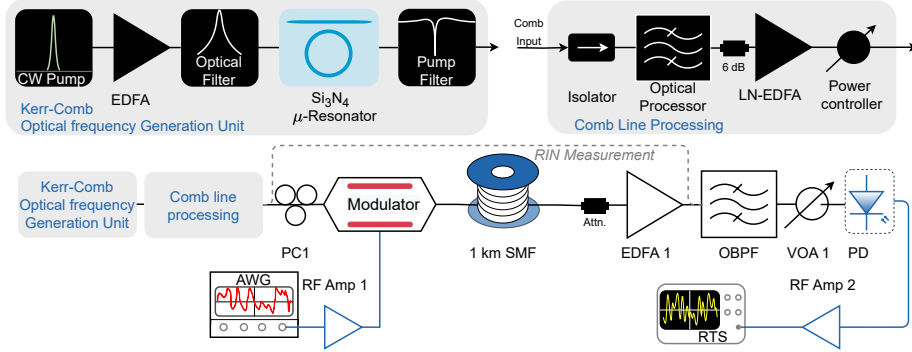 CW Pump
EDFA
Optical
Filter
Si3N4
μ-Resonator
Pump
Filter
Kerr-Comb
Optical frequency Generation Unit
Comb
Input
Isolator
Optical
Processor
6 dB
LN-EDFA
Power
controller
Comb Line Processing
RIN Measurement
Kerr-Comb
Optical frequency
Generation Unit
Comb line
processing
PC1
Modulator
1 km SMF
Attn.
EDFA 1
OBPF
VOA 1
PD
AWG
RF Amp 1
RF Amp 2
RTS